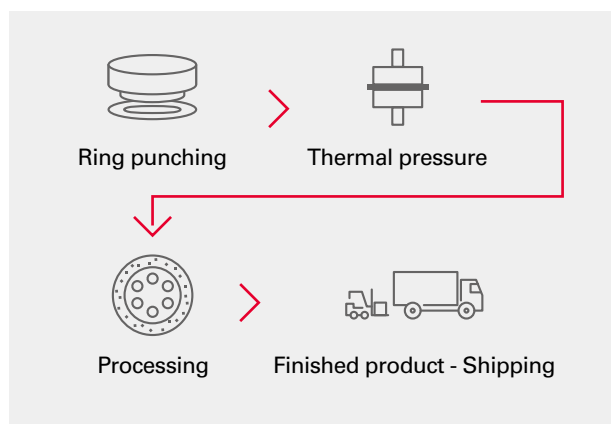 Ring punching
Thermal pressure
Processing
Finished product - Shipping